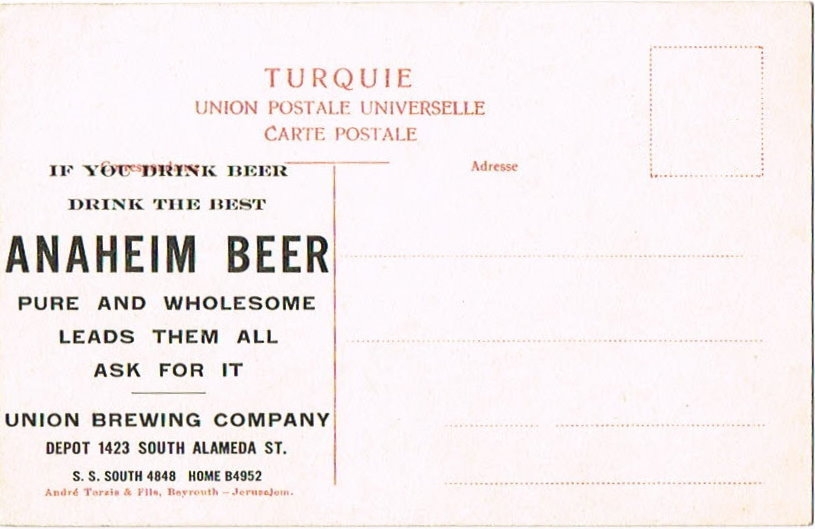 TURQUIE
UNION POSTALE UNIVERSELLE
CARTE POSTALE
Correspondance
Adresse
IF YOU DRINK BEER
DRINK THE BEST
ANAHEIM BEER
PURE AND WHOLESOME
LEADS THEM ALL
ASK FOR IT
UNION BREWING COMPANY
DEPOT 1423 SOUTH ALAMEDA ST.
S. S. SOUTH 4848 HOME B4952
André Terzis & Fils, Beyrouth – Jerusalem.